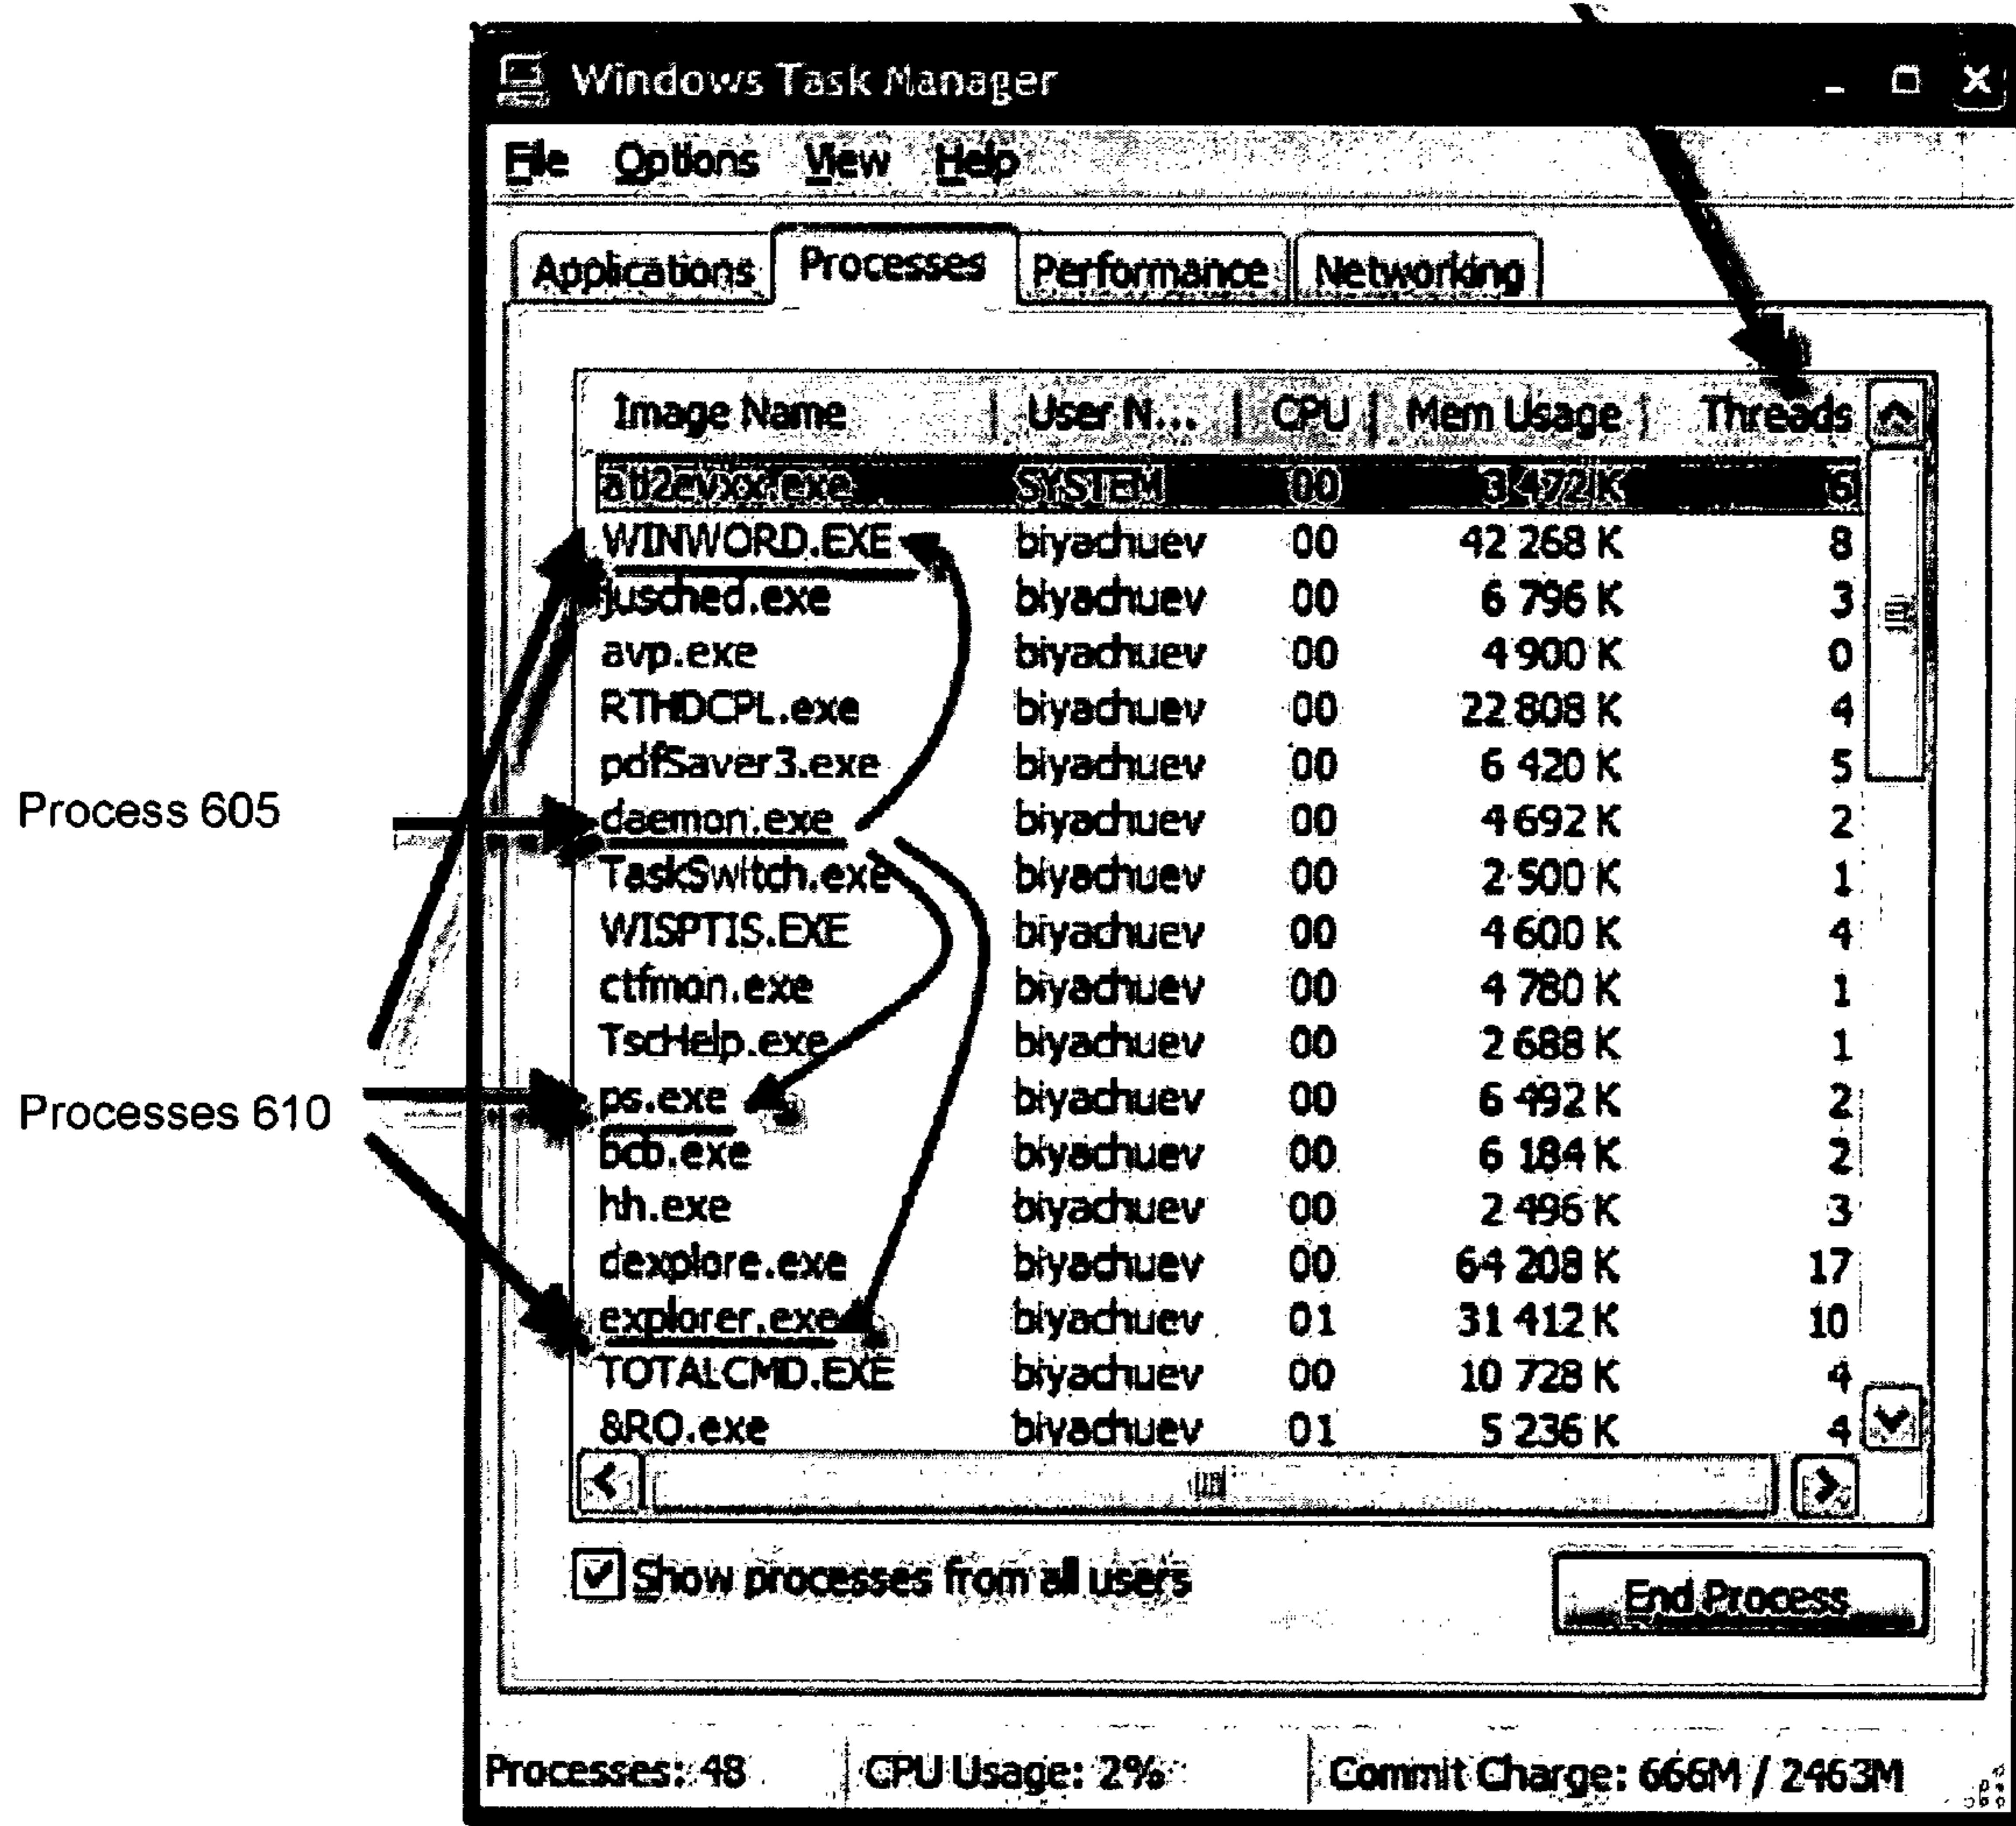 Windows Task Manager
File Options View Help
Applications Processes Performance Networking
Image Name User N... CPU Mem Usage Threads
ati2evxx.exe SYSTEM 00 3 472 K 6
WINWORD.EXE biyachuev 00 42 268 K 8
jusched.exe biyachuev 00 6 796 K 3
avp.exe biyachuev 00 4 900 K 0
RTHDCPL.exe biyachuev 00 22 808 K 4
pdfSaver3.exe biyachuev 00 6 420 K 5
Process 605
daemon.exe biyachuev 00 4 692 K 2
TaskSwitch.exe biyachuev 00 2 500 K 1
WISPTIS.EXE biyachuev 00 4 600 K 4
ctfmon.exe biyachuev 00 4 780 K 1
TscHelp.exe biyachuev 00 2 688 K 1
Processes 610
ps.exe biyachuev 00 6 492 K 2
bcb.exe biyachuev 00 6 184 K 2
hh.exe biyachuev 00 2 496 K 3
dexplore.exe biyachuev 00 64 208 K 17
explorer.exe biyachuev 01 31 412 K 10
TOTALCMD.EXE biyachuev 00 10 728 K 4
&RQ.exe biyachuev 01 5 236 K 4
Show processes from all users
End Process
Processes: 48 CPU Usage: 2% Commit Charge: 666M / 2463M